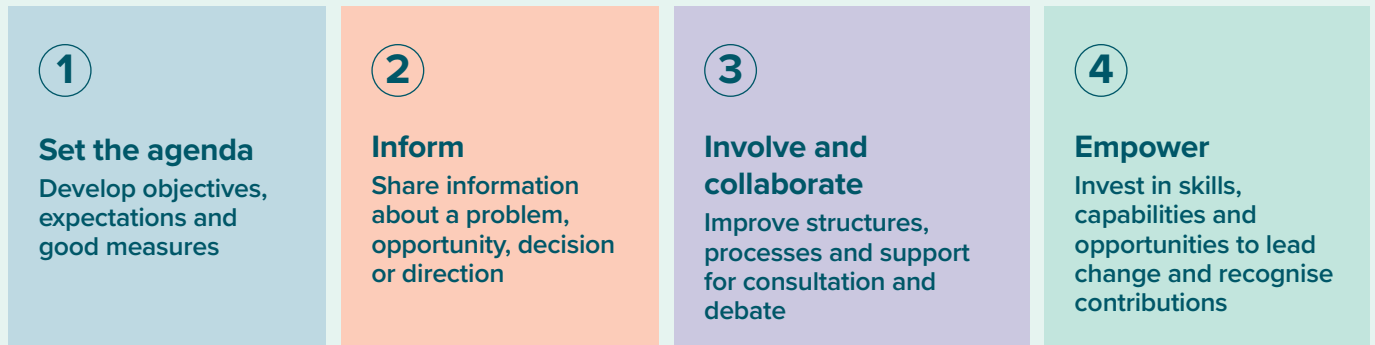 1
Set the agenda
Develop objectives,
expectations and
good measures
2
Inform
Share information
about a problem,
opportunity, decision
or direction
3
Involve and
collaborate
Improve structures,
processes and support
for consultation and
debate
4
Empower
Invest in skills,
capabilities and
opportunities to lead
change and recognise
contributions